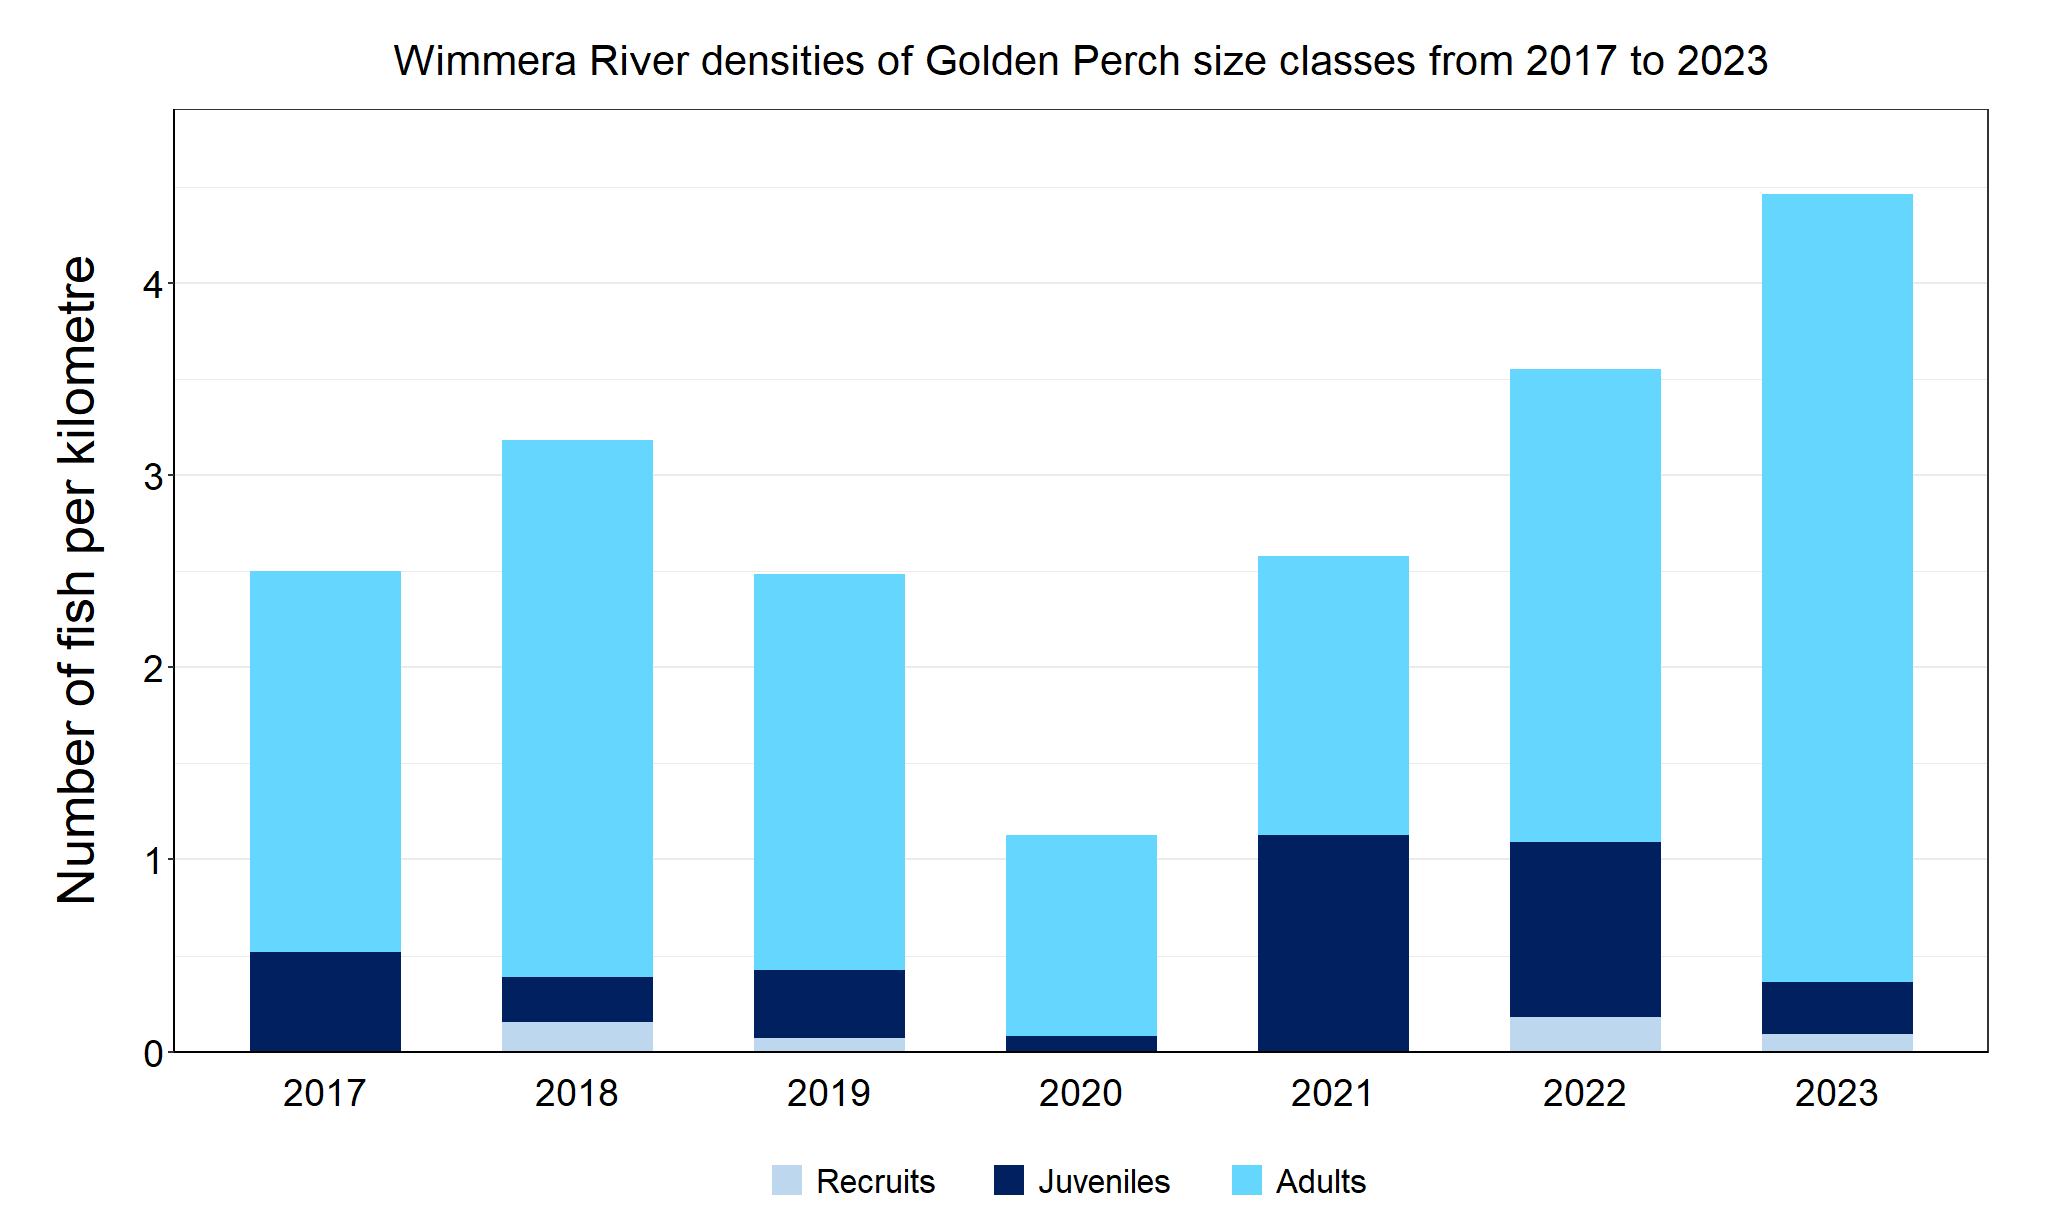 Wimmera River densities of Golden Perch size classes from 2017 to 2023
Number of fish per kilometre
4
3
2
1
0
2017 2018 2019 2020 2021 2022 2023
Recruits Juveniles Adults